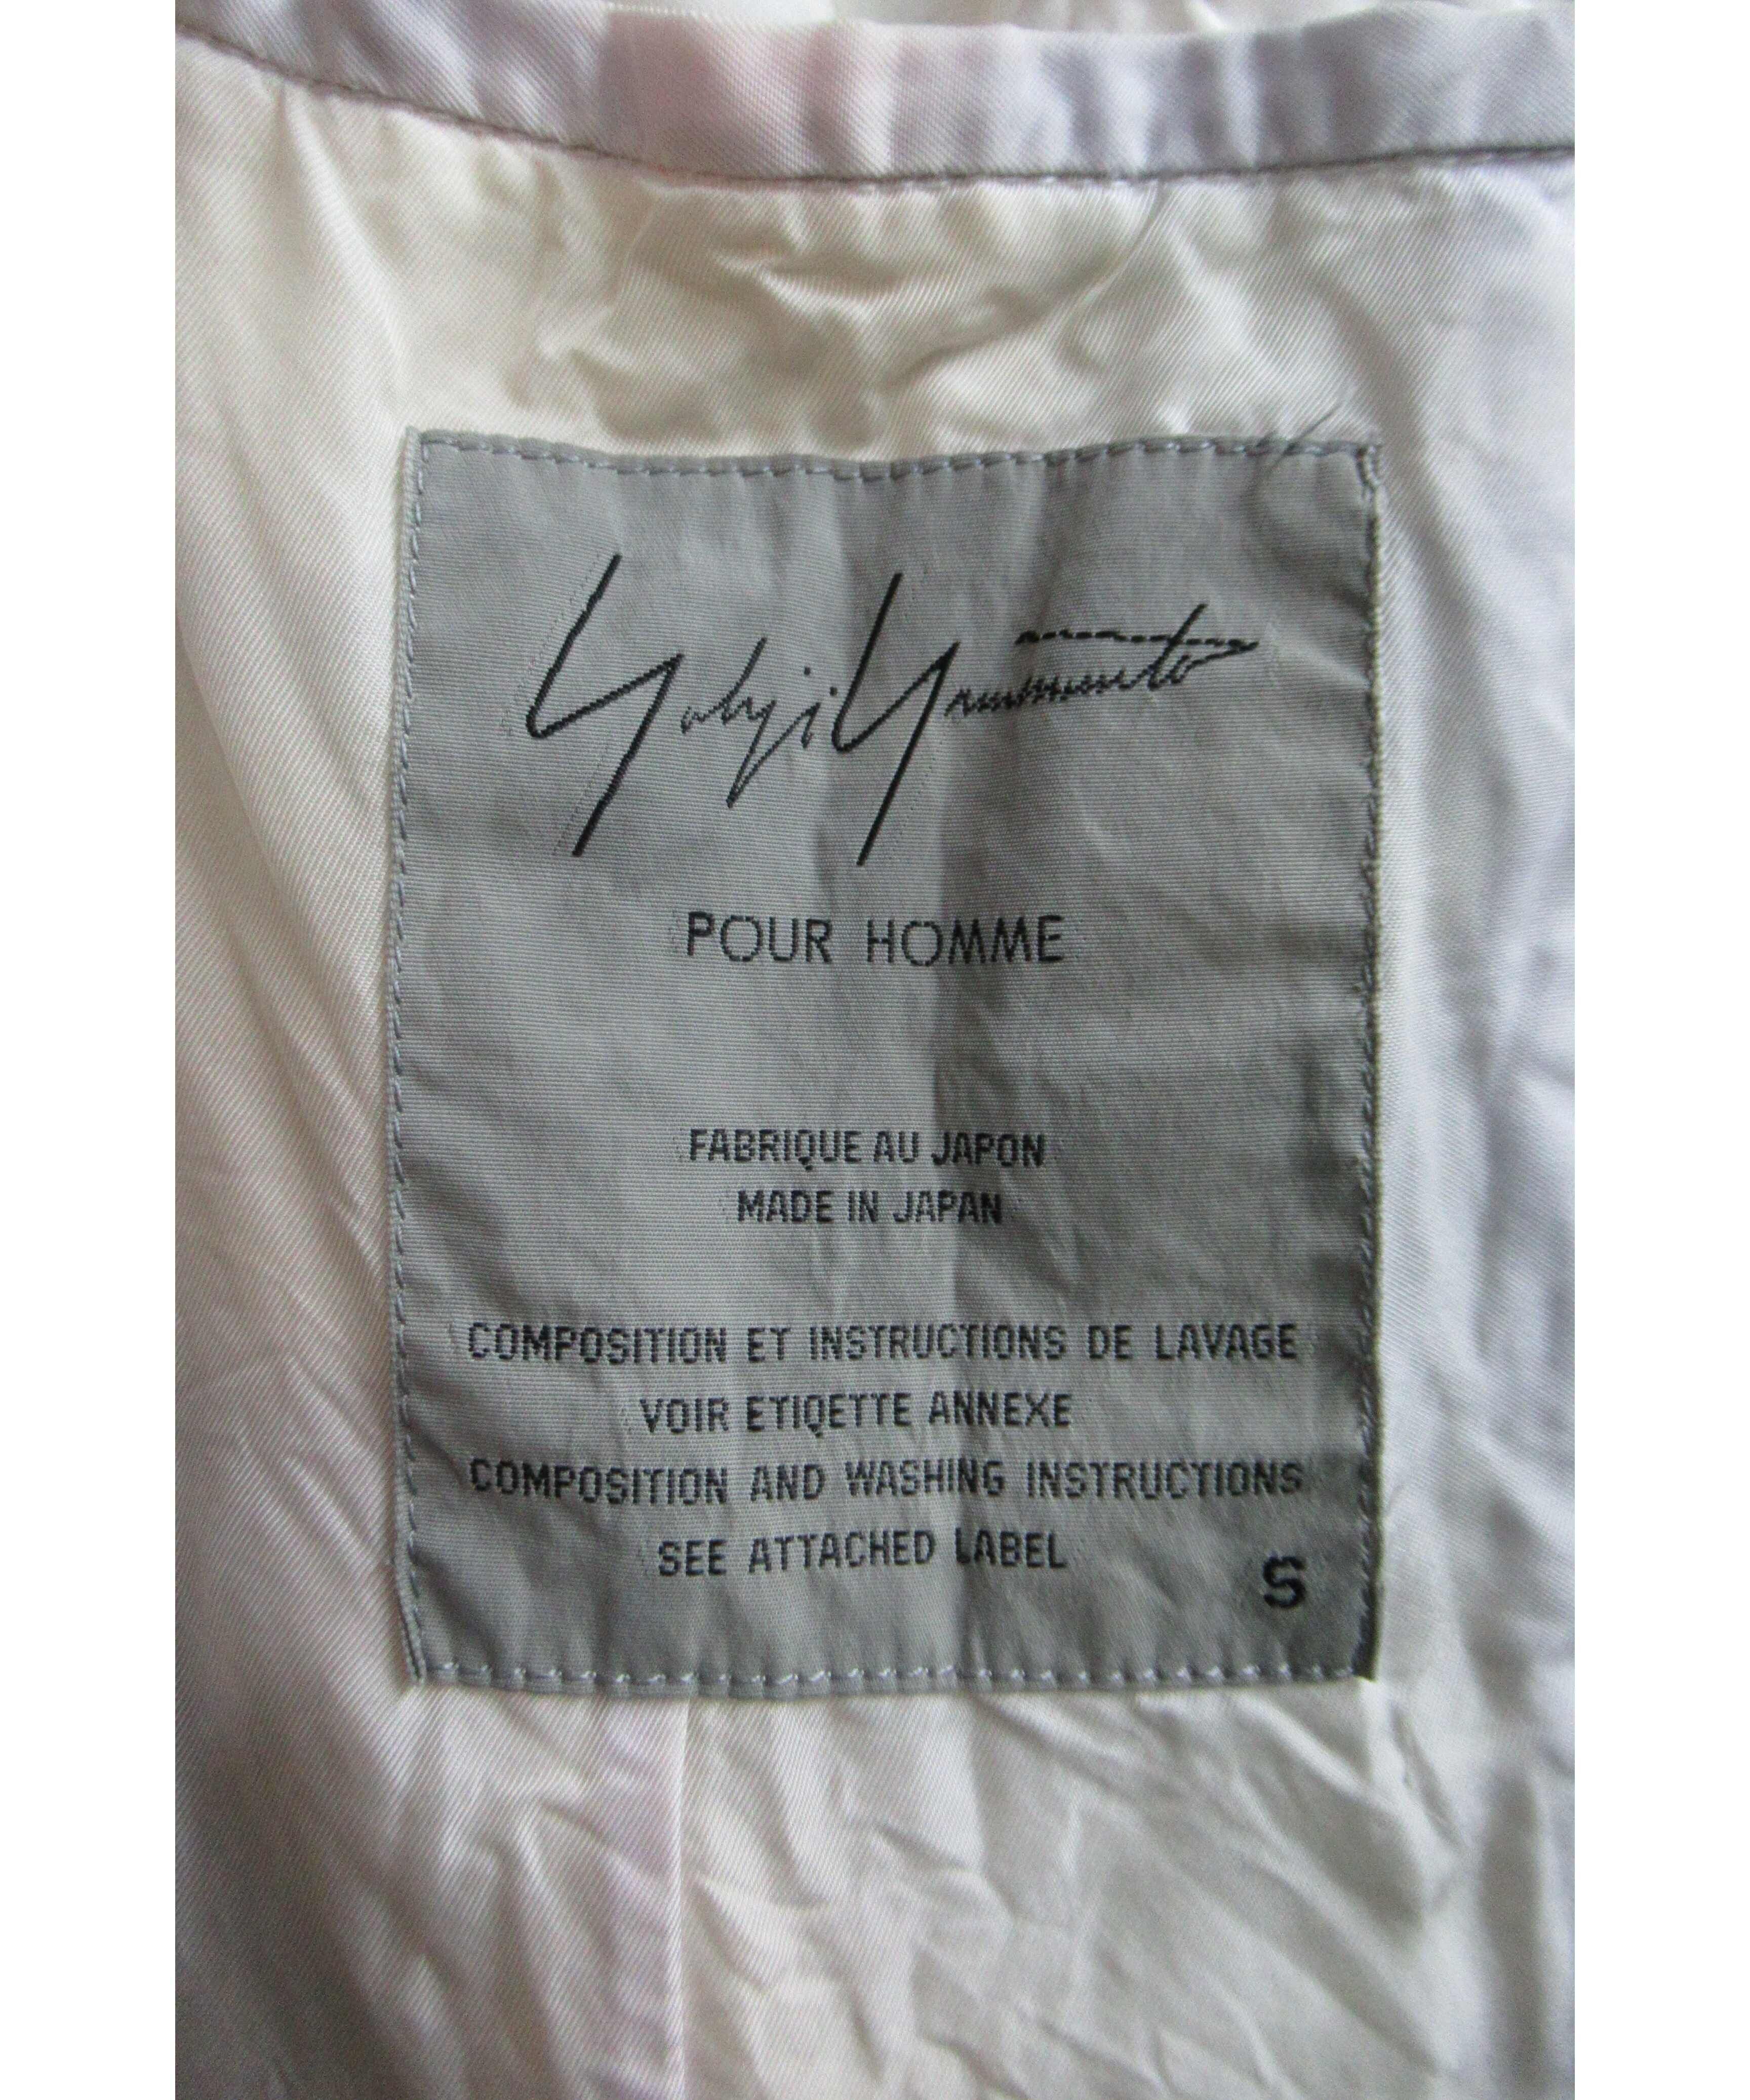 Yohji Yamamoto
POUR HOMME
FABRIQUE AU JAPON
MADE IN JAPAN
COMPOSITION ET INSTRUCTIONS DE LAVAGE
VOIR ETIQETTE ANNEXE
COMPOSITION AND WASHING INSTRUCTIONS
SEE ATTACHED LABEL
S